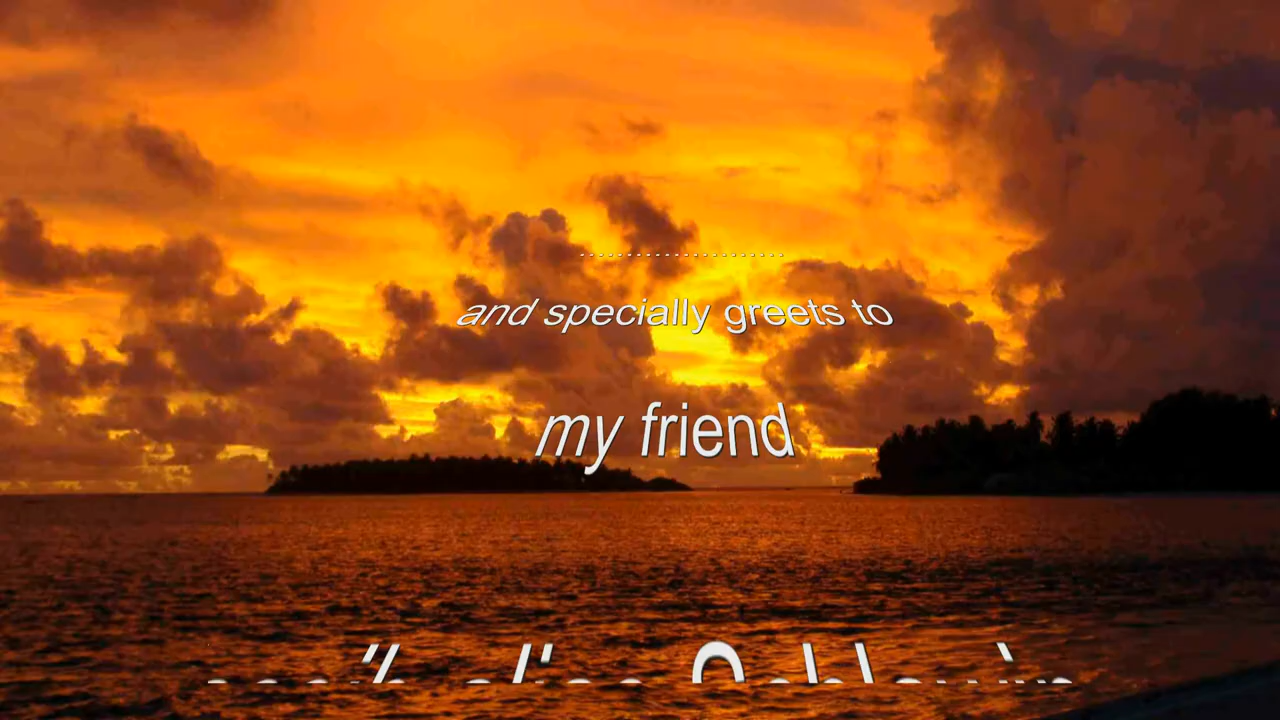 .....................
and specially greets to
my friend